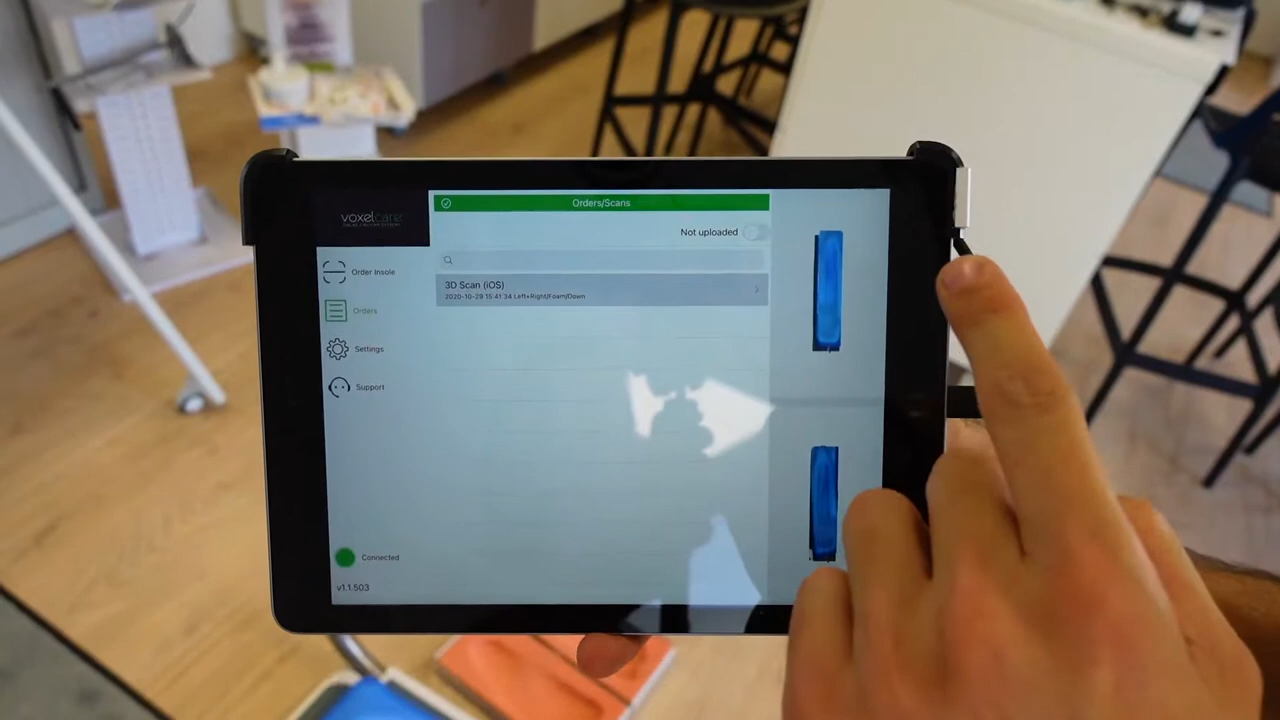 voxelcare
Orders/Scans
Not uploaded
Order Insole
3D Scan (iOS)
2020-10-29 15:41:34 Left+Right/Foam/Down
Orders
Settings
Support
Connected
v1.1.503